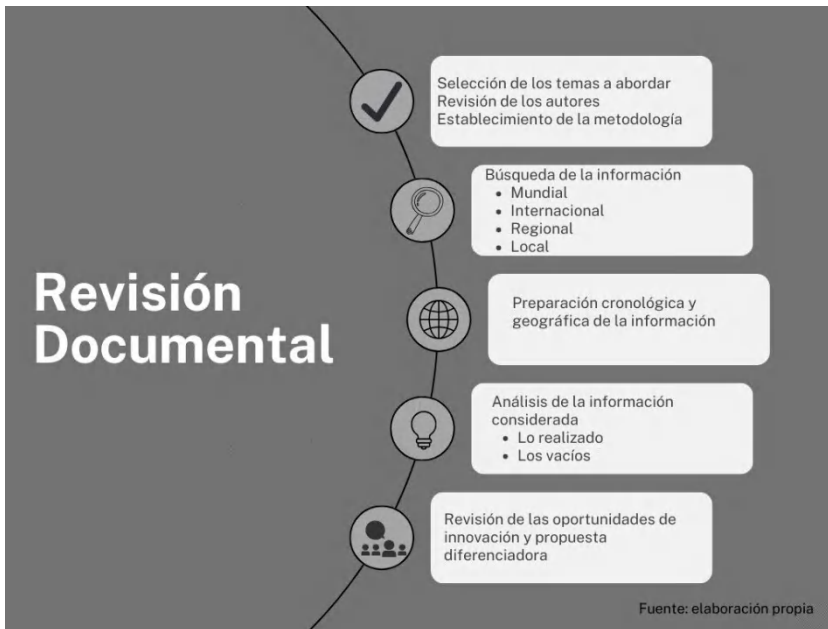 Revisión
Documental
Selección de los temas a abordar
Revisión de los autores
Establecimiento de la metodología
Búsqueda de la información
• Mundial
• Internacional
• Regional
• Local
Preparación cronológica y
geográfica de la información
Análisis de la información
considerada
• Lo realizado
• Los vacíos
Revisión de las oportunidades de
innovación y propuesta
diferenciadora
Fuente: elaboración propia